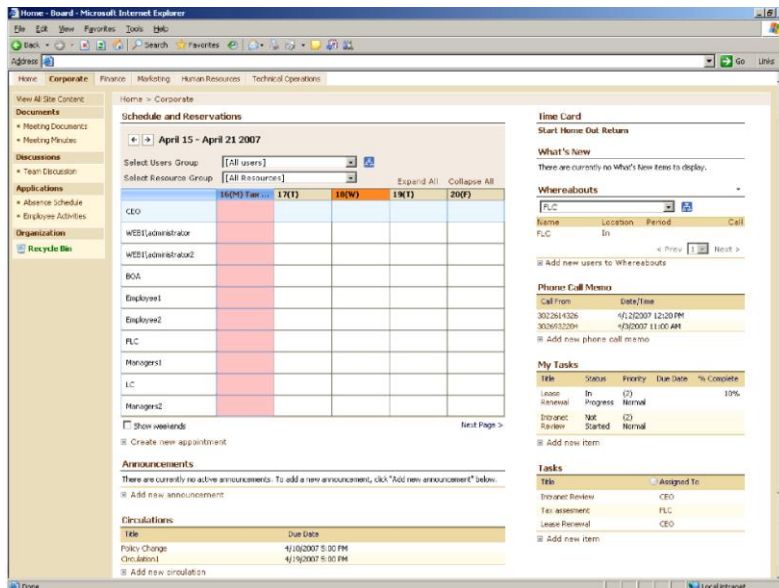 Home - Board - Microsoft Internet Explorer
File Edit View Favorites Tools Help
Back Search Favorites
Address Go Links
Home Corporate Finance Marketing Human Resources Technical Operations
View All Site Content
Documents
Meeting Documents
Meeting Minutes
Discussions
Team Discussion
Applications
Absence Schedule
Employee Activities
Organization
Recycle Bin
Home > Corporate
Schedule and Reservations
April 15 - April 21 2007
Select Users Group [All users]
Select Resource Group [All Resources] Expand All Collapse All
16(M) Tax ... 17(T) 18(W) 19(T) 20(F)
CEO
WEB1\administrator
WEB1\administrator2
BOA
Employee1
Employee2
FLC
Managers1
LC
Managers2
Show weekends Next Page >
Create new appointment
Announcements
There are currently no active announcements. To add a new announcement, click "Add new announcement" below.
Add new announcement
Circulations
Title Due Date
Policy Change 4/10/2007 5:00 PM
Circulation1 4/19/2007 5:00 PM
Add new circulation
Time Card
Start Home Out Return
What's New
There are currently no What's New items to display.
Whereabouts
FLC
Name Location Period Call
FLC In
< Prev 1 Next >
Add new users to Whereabouts
Phone Call Memo
Call From Date/Time
3022614326 4/12/2007 12:20 PM
3026932204 4/3/2007 11:00 AM
Add new phone call memo
My Tasks
Title Status Priority Due Date % Complete
Lease Renewal In Progress (2) Normal 10%
Intranet Review Not Started (2) Normal
Add new item
Tasks
Title Assigned To
Intranet Review CEO
Tax assesment FLC
Lease Renewal CEO
Add new item
Done Local intranet